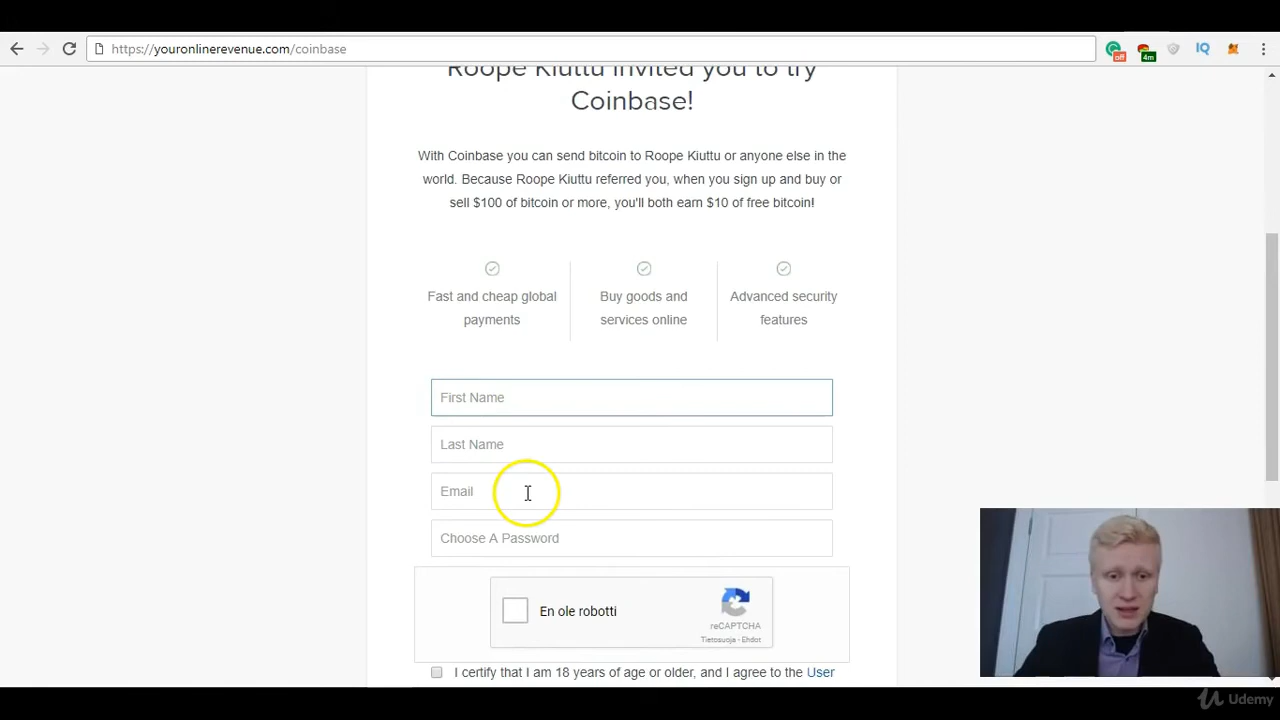 https://youronlinerevenue.com/coinbase
off
4m
IQ
Roope Kiuttu invited you to try
Coinbase!
With Coinbase you can send bitcoin to Roope Kiuttu or anyone else in the
world. Because Roope Kiuttu referred you, when you sign up and buy or
sell $100 of bitcoin or more, you'll both earn $10 of free bitcoin!
Fast and cheap global
payments
Buy goods and
services online
Advanced security
features
First Name
Last Name
Email
Choose A Password
En ole robotti
reCAPTCHA
Tietosuoja - Ehdot
I certify that I am 18 years of age or older, and I agree to the User
Udemy